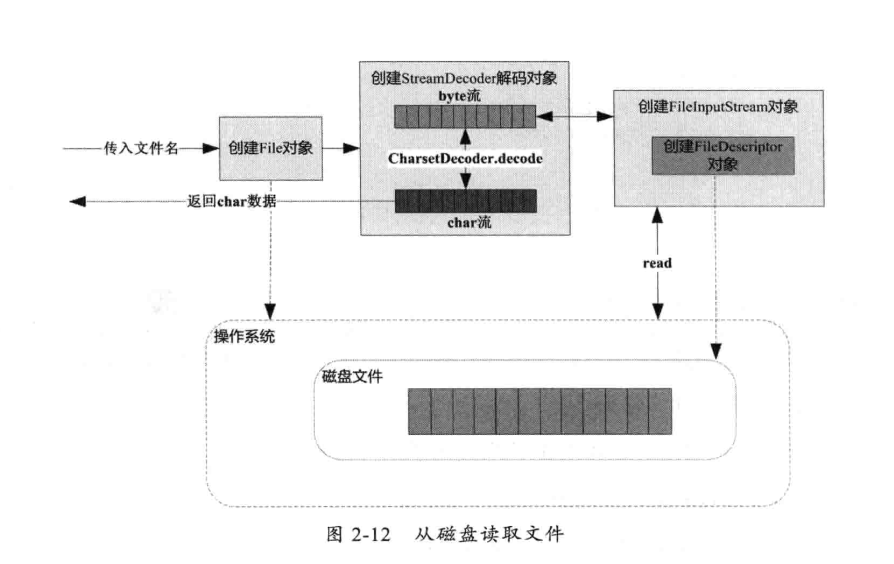 创建StreamDecoder解码对象
byte流
创建FileInputStream对象
传入文件名
创建File对象
CharsetDecoder.decode
创建FileDescriptor
对象
返回char数据
char流
read
操作系统
磁盘文件
图 2-12 从磁盘读取文件